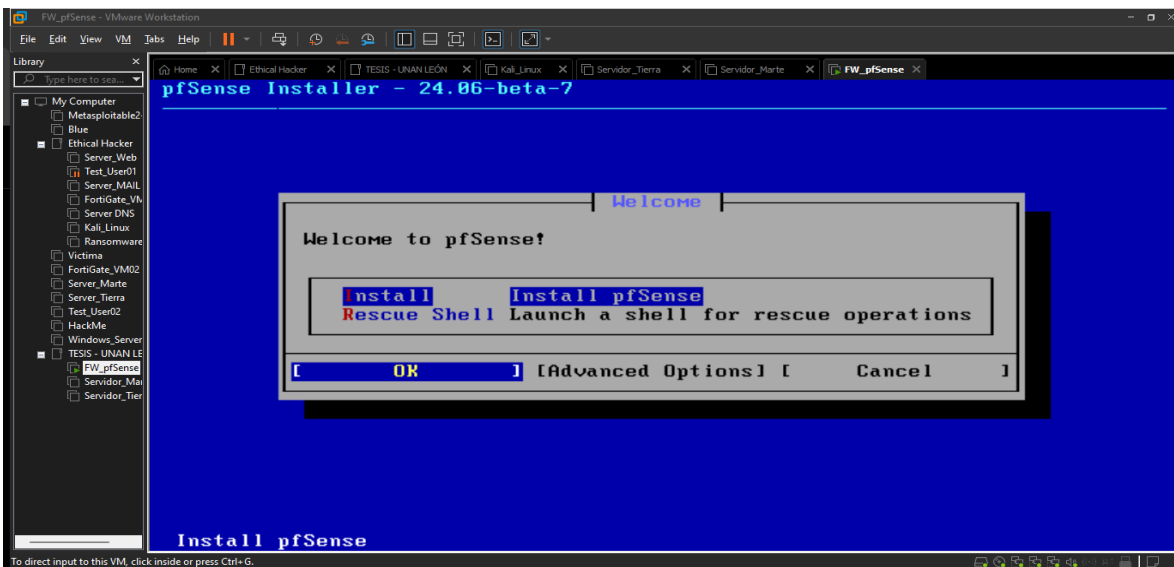 FW_pfSense - VMware Workstation
File Edit View VM Tabs Help
Library
Type here to sea...
My Computer
Metasploitable2-
Blue
Ethical Hacker
Server_Web
Test_User01
Server_MAIL
FortiGate_VM
Server DNS
Kali_Linux
Ransomware
Victima
FortiGate_VM02
Server_Marte
Server_Tierra
Test_User02
HackMe
Windows_Server
TESIS - UNAN LE
FW_pfSense
Servidor_Mar
Servidor_Tier
Home Ethical Hacker TESIS - UNAN LEÓN Kali_Linux Servidor_Tierra Servidor_Marte FW_pfSense
pfSense Installer - 24.06-beta-7
Welcome
Welcome to pfSense!
Install Install pfSense
Rescue Shell Launch a shell for rescue operations
[ OK ] [Advanced Options] [ Cancel ]
Install pfSense
To direct input to this VM, click inside or press Ctrl+G.